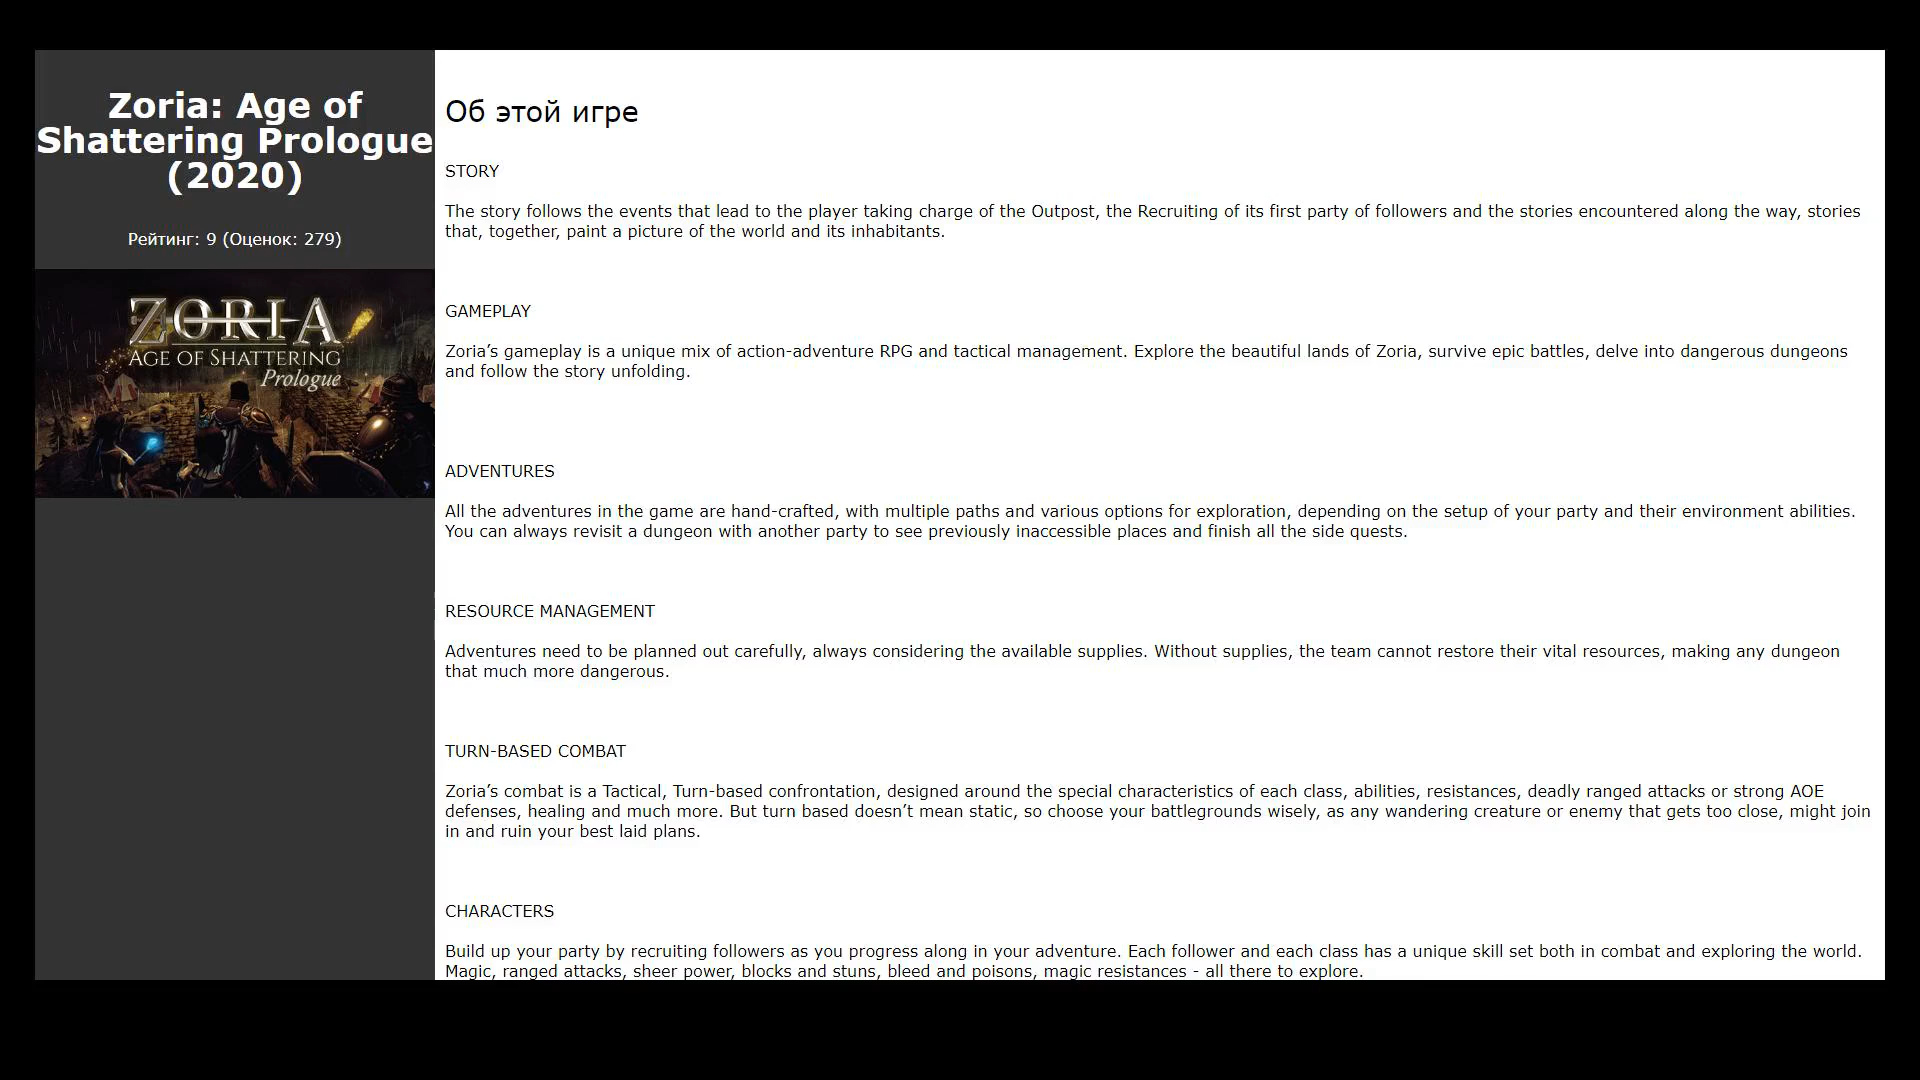 Zoria: Age of
Shattering Prologue
(2020)
Рейтинг: 9 (Оценок: 279)
ZORIA
AGE OF SHATTERING
Prologue
Об этой игре
STORY
The story follows the events that lead to the player taking charge of the Outpost, the Recruiting of its first party of followers and the stories encountered along the way, stories
that, together, paint a picture of the world and its inhabitants.
GAMEPLAY
Zoria’s gameplay is a unique mix of action-adventure RPG and tactical management. Explore the beautiful lands of Zoria, survive epic battles, delve into dangerous dungeons
and follow the story unfolding.
ADVENTURES
All the adventures in the game are hand-crafted, with multiple paths and various options for exploration, depending on the setup of your party and their environment abilities.
You can always revisit a dungeon with another party to see previously inaccessible places and finish all the side quests.
RESOURCE MANAGEMENT
Adventures need to be planned out carefully, always considering the available supplies. Without supplies, the team cannot restore their vital resources, making any dungeon
that much more dangerous.
TURN-BASED COMBAT
Zoria’s combat is a Tactical, Turn-based confrontation, designed around the special characteristics of each class, abilities, resistances, deadly ranged attacks or strong AOE
defenses, healing and much more. But turn based doesn’t mean static, so choose your battlegrounds wisely, as any wandering creature or enemy that gets too close, might join
in and ruin your best laid plans.
CHARACTERS
Build up your party by recruiting followers as you progress along in your adventure. Each follower and each class has a unique skill set both in combat and exploring the world.
Magic, ranged attacks, sheer power, blocks and stuns, bleed and poisons, magic resistances - all there to explore.